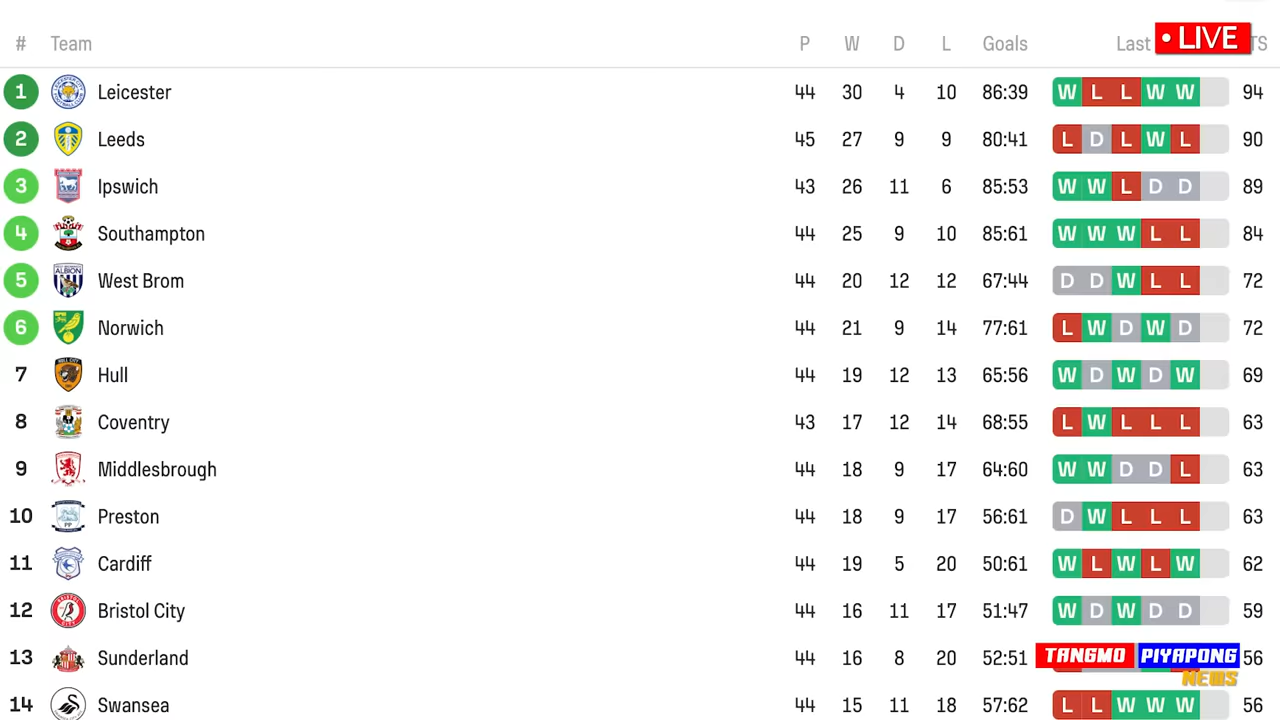 # Team P W D L Goals Last • LIVE TS
1 Leicester 44 30 4 10 86:39 W L L W W 94
2 Leeds 45 27 9 9 80:41 L D L W L 90
3 Ipswich 43 26 11 6 85:53 W W L D D 89
4 Southampton 44 25 9 10 85:61 W W W L L 84
5 West Brom 44 20 12 12 67:44 D D W L L 72
6 Norwich 44 21 9 14 77:61 L W D W D 72
7 Hull 44 19 12 13 65:56 W D W D W 69
8 Coventry 43 17 12 14 68:55 L W L L L 63
9 Middlesbrough 44 18 9 17 64:60 W W D D L 63
10 Preston 44 18 9 17 56:61 D W L L L 63
11 Cardiff 44 19 5 20 50:61 W L W L W 62
12 Bristol City 44 16 11 17 51:47 W D W D D 59
13 Sunderland 44 16 8 20 52:51 TANGMO PIYAPONG 56
NEWS
14 Swansea 44 15 11 18 57:62 L L W W W 56